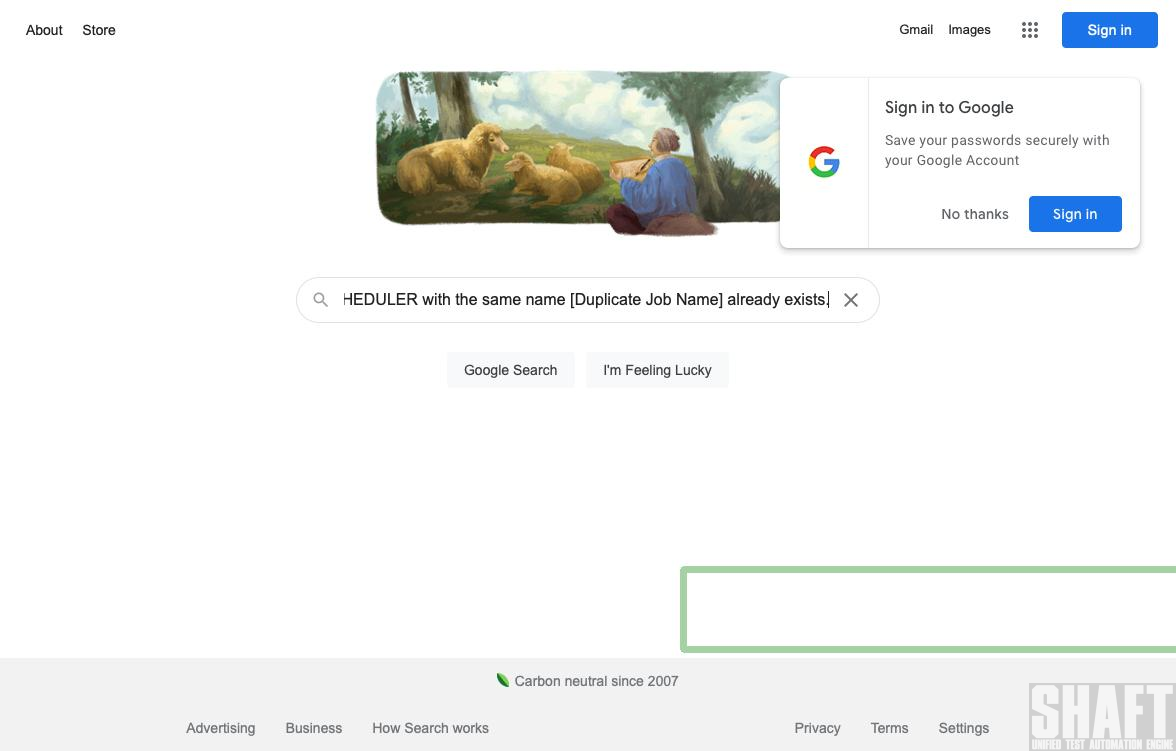 About Store
Gmail Images Sign in
Sign in to Google
Save your passwords securely with
your Google Account
No thanks Sign in
HEDULER with the same name [Duplicate Job Name] already exists.
Google Search I'm Feeling Lucky
Carbon neutral since 2007
Advertising Business How Search works
Privacy Terms Settings
SHAFT
UNIFIED TEST AUTOMATION ENGINE